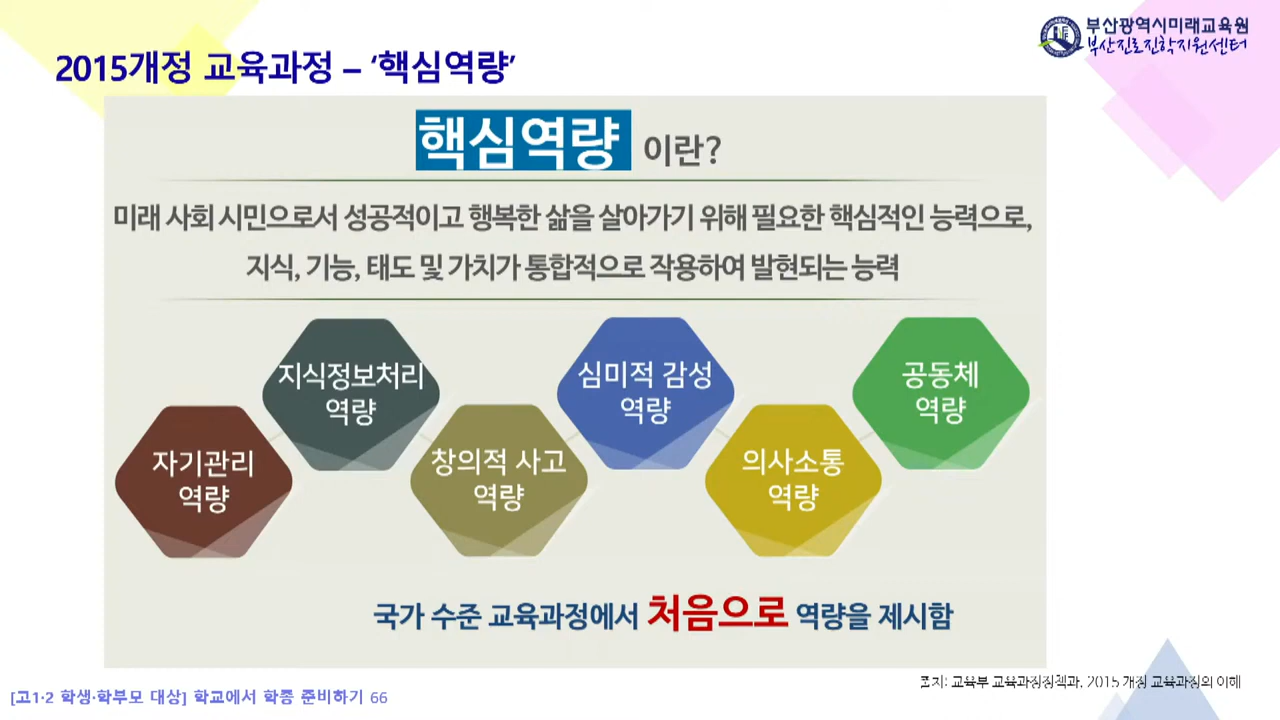 부산광역시미래교육원
부산진로진학지원센터
2015개정 교육과정 – ‘핵심역량’
핵심역량 이란?
미래 사회 시민으로서 성공적이고 행복한 삶을 살아가기 위해 필요한 핵심적인 능력으로,
지식, 기능, 태도 및 가치가 통합적으로 작용하여 발현되는 능력
자기관리
역량
지식정보처리
역량
창의적 사고
역량
심미적 감성
역량
의사소통
역량
공동체
역량
국가 수준 교육과정에서 처음으로 역량을 제시함
출처: 교육부 교육과정정책과, 2015 개정 교육과정의 이해
[고1·2 학생·학부모 대상] 학교에서 학종 준비하기 66